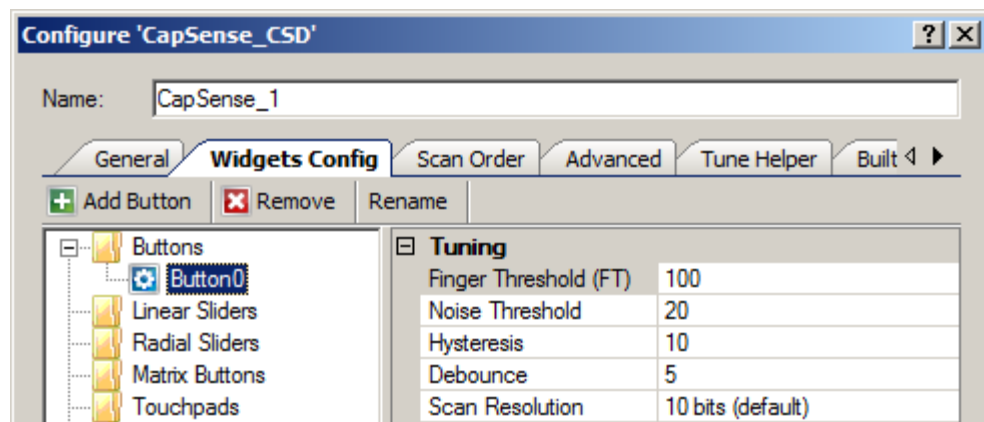 Configure 'CapSense_CSD'
Name: CapSense_1
General Widgets Config Scan Order Advanced Tune Helper Built
Add Button Remove Rename
Buttons
Button0
Linear Sliders
Radial Sliders
Matrix Buttons
Touchpads
Tuning
Finger Threshold (FT) 100
Noise Threshold 20
Hysteresis 10
Debounce 5
Scan Resolution 10 bits (default)